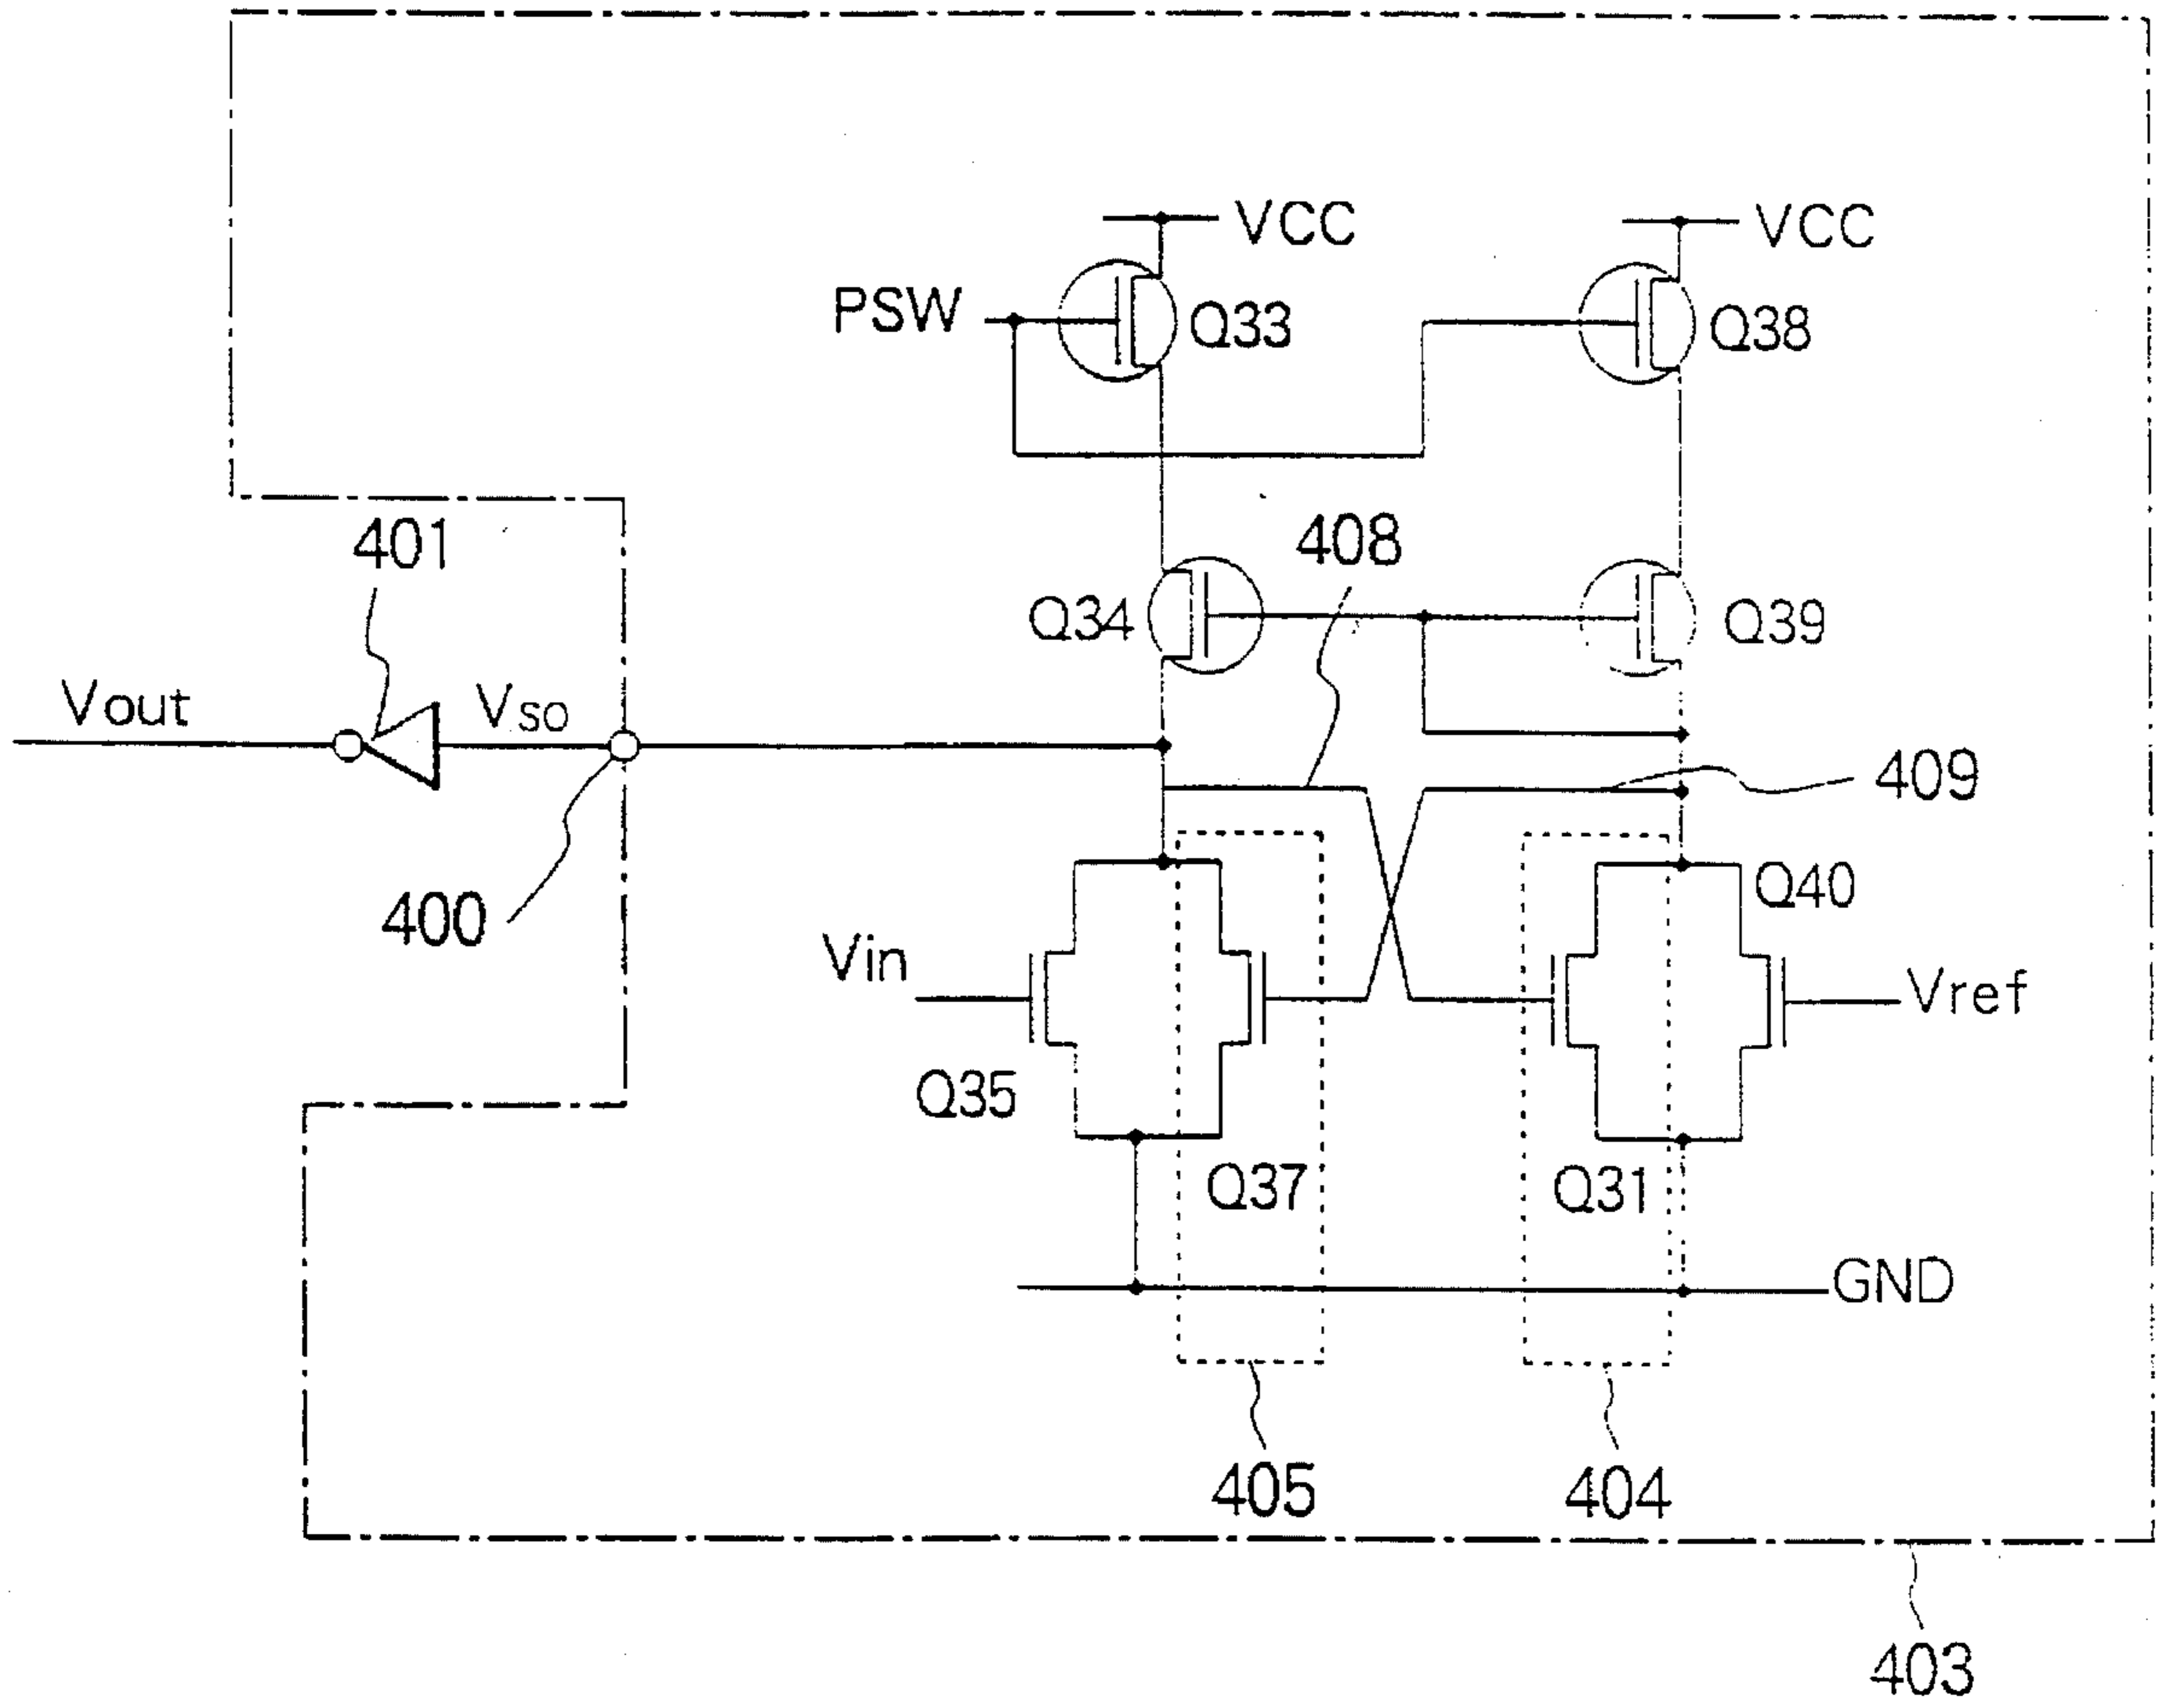 VCC
VCC
PSW
Q33
Q38
401
408
Q34
Q39
Vout
Vso
409
400
Q40
Vin
Vref
Q35
Q37
Q31
GND
405
404
403